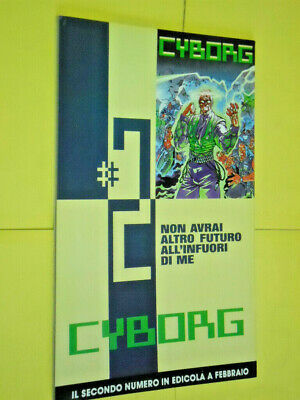 CYBORG
#2
NON AVRAI
ALTRO FUTURO
ALL'INFUORI
DI ME
CYBORG
IL SECONDO NUMERO IN EDICOLA A FEBBRAIO